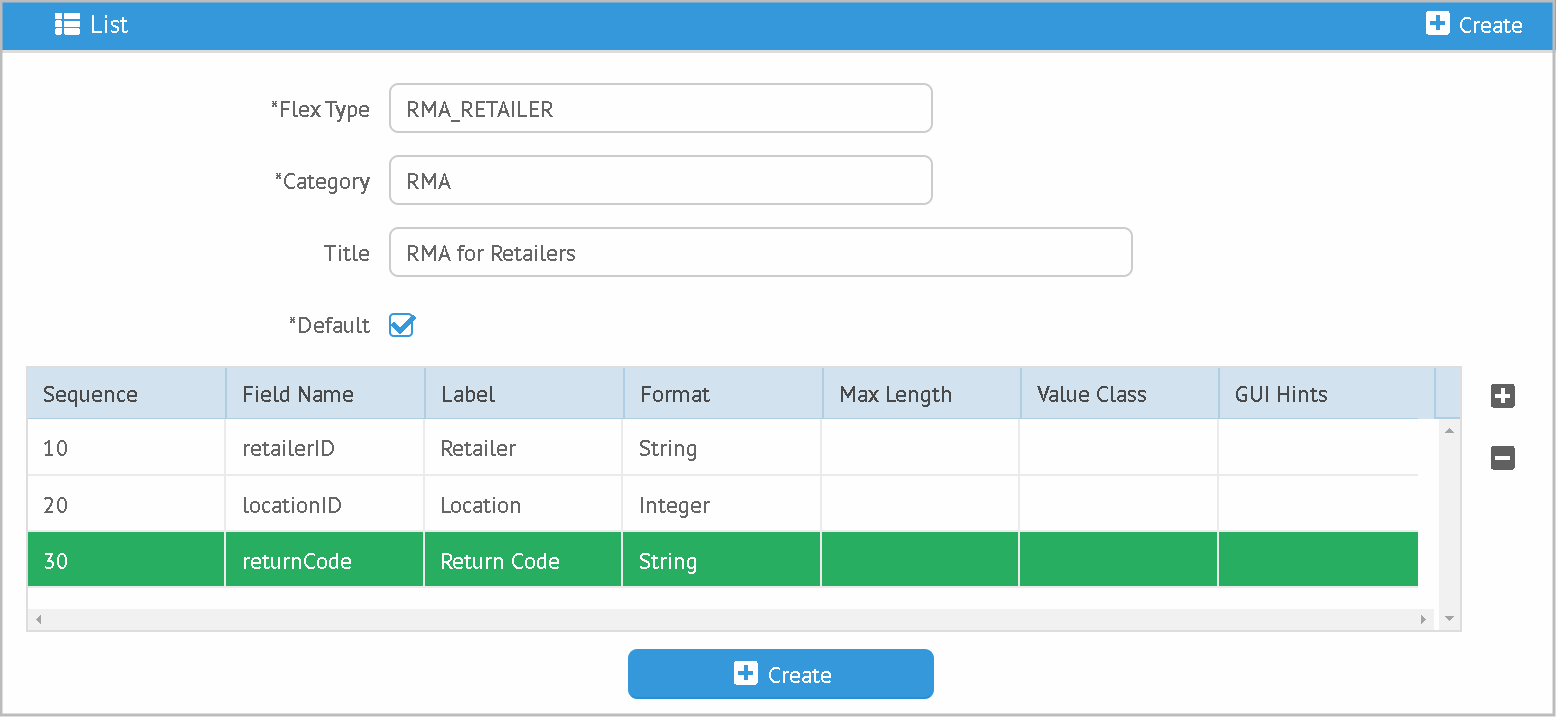 List Create
*Flex Type RMA_RETAILER
*Category RMA
Title RMA for Retailers
*Default
Sequence Field Name Label Format Max Length Value Class GUI Hints
10 retailerID Retailer String
20 locationID Location Integer
30 returnCode Return Code String
Create